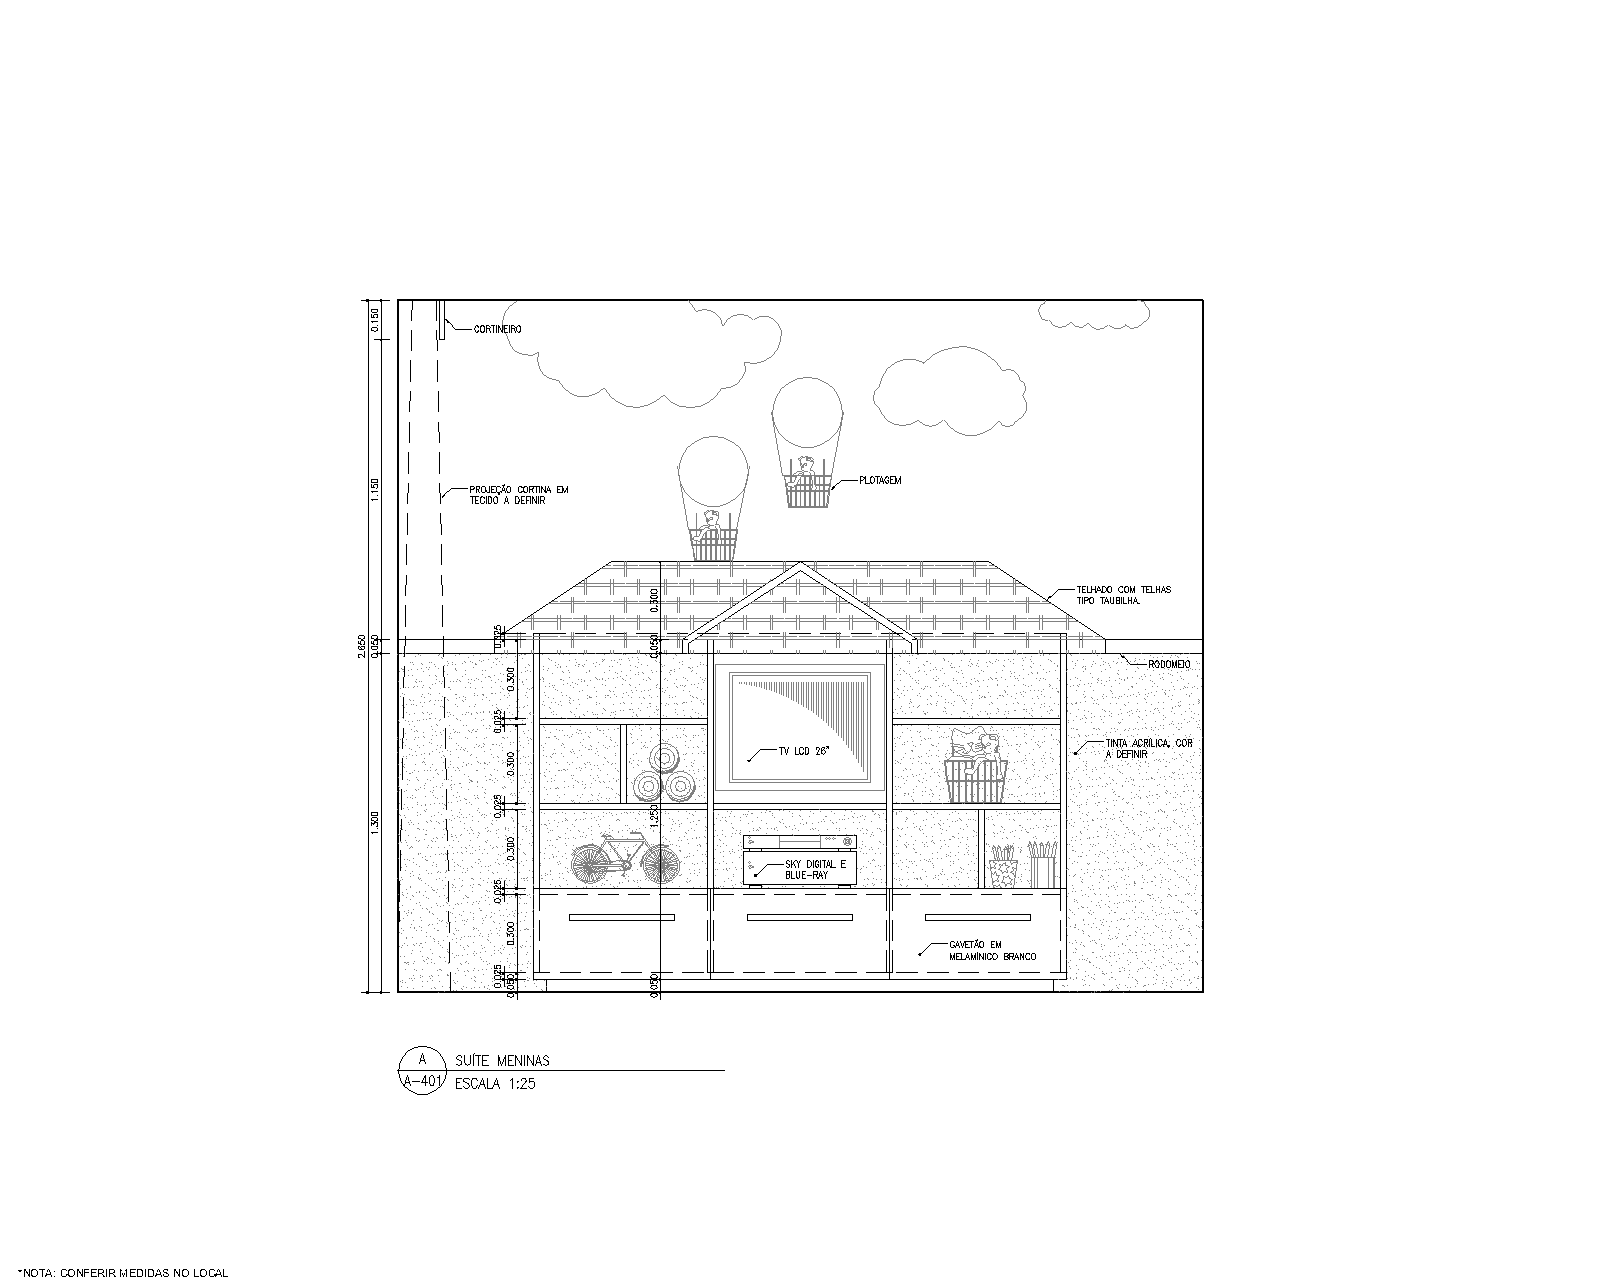 0.150
CORTINEIRO
1.150
PROJEÇÃO CORTINA EM
TECIDO A DEFINIR
PLOTAGEM
TELHADO COM TELHAS
TIPO TAUBILHA.
0.300
0.325
0.050
2.650
0.050
RODOMEIO
0.300
0.025
TV LCD 26"
TINTA ACRÍLICA, COR
A DEFINIR
0.300
0.025
1.250
1.300
0.300
SKY DIGITAL E
BLUE-RAY
0.025
0.300
GAVETÃO EM
MELAMÍNICO BRANCO
0.025
0.050
0.050
A
SUÍTE MENINAS
A-401
ESCALA 1:25
*NOTA: CONFERIR MEDIDAS NO LOCAL